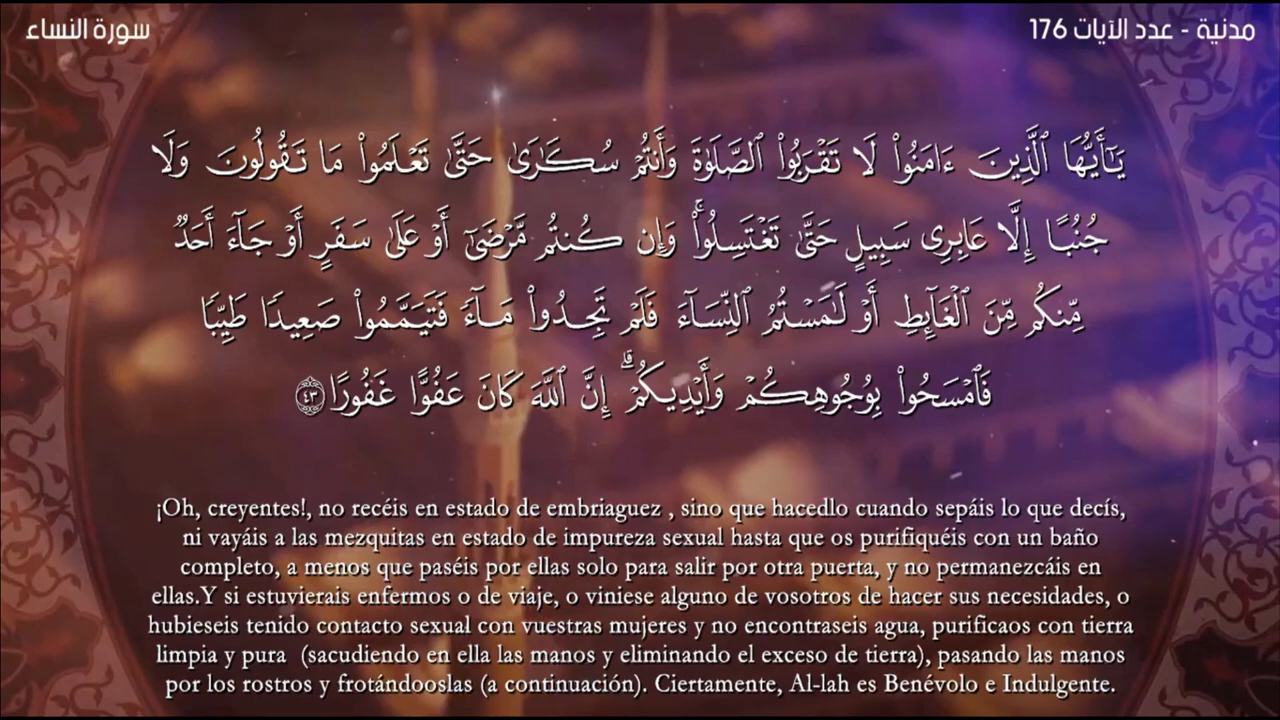 مدنية - عدد الآيات 176
سورة النساء
يَـٰٓأَيُّهَا ٱلَّذِينَ ءَامَنُوا۟ لَا تَقْرَبُوا۟ ٱلصَّلَوٰةَ وَأَنتُمْ سُكَـٰرَىٰ حَتَّىٰ تَعْلَمُوا۟ مَا تَقُولُونَ وَلَا
جُنُبًا إِلَّا عَابِرِى سَبِيلٍ حَتَّىٰ تَغْتَسِلُوا۟ ۚ وَإِن كُنتُم مَّرْضَىٰٓ أَوْ عَلَىٰ سَفَرٍ أَوْ جَآءَ أَحَدٌ
مِّنكُم مِّنَ ٱلْغَآئِطِ أَوْ لَـٰمَسْتُمُ ٱلنِّسَآءَ فَلَمْ تَجِدُوا۟ مَآءً فَتَيَمَّمُوا۟ صَعِيدًا طَيِّبًا
فَٱمْسَحُوا۟ بِوُجُوهِكُمْ وَأَيْدِيكُمْ ۗ إِنَّ ٱللَّهَ كَانَ عَفُوًّا غَفُورًا ٤٣
¡Oh, creyentes!, no recéis en estado de embriaguez , sino que hacedlo cuando sepáis lo que decís,
ni vayáis a las mezquitas en estado de impureza sexual hasta que os purifiquéis con un baño
completo, a menos que paséis por ellas solo para salir por otra puerta, y no permanezcáis en
ellas.Y si estuvierais enfermos o de viaje, o viniese alguno de vosotros de hacer sus necesidades, o
hubieseis tenido contacto sexual con vuestras mujeres y no encontraseis agua, purificaos con tierra
limpia y pura (sacudiendo en ella las manos y eliminando el exceso de tierra), pasando las manos
por los rostros y frotándooslas (a continuación). Ciertamente, Al-lah es Benévolo e Indulgente.